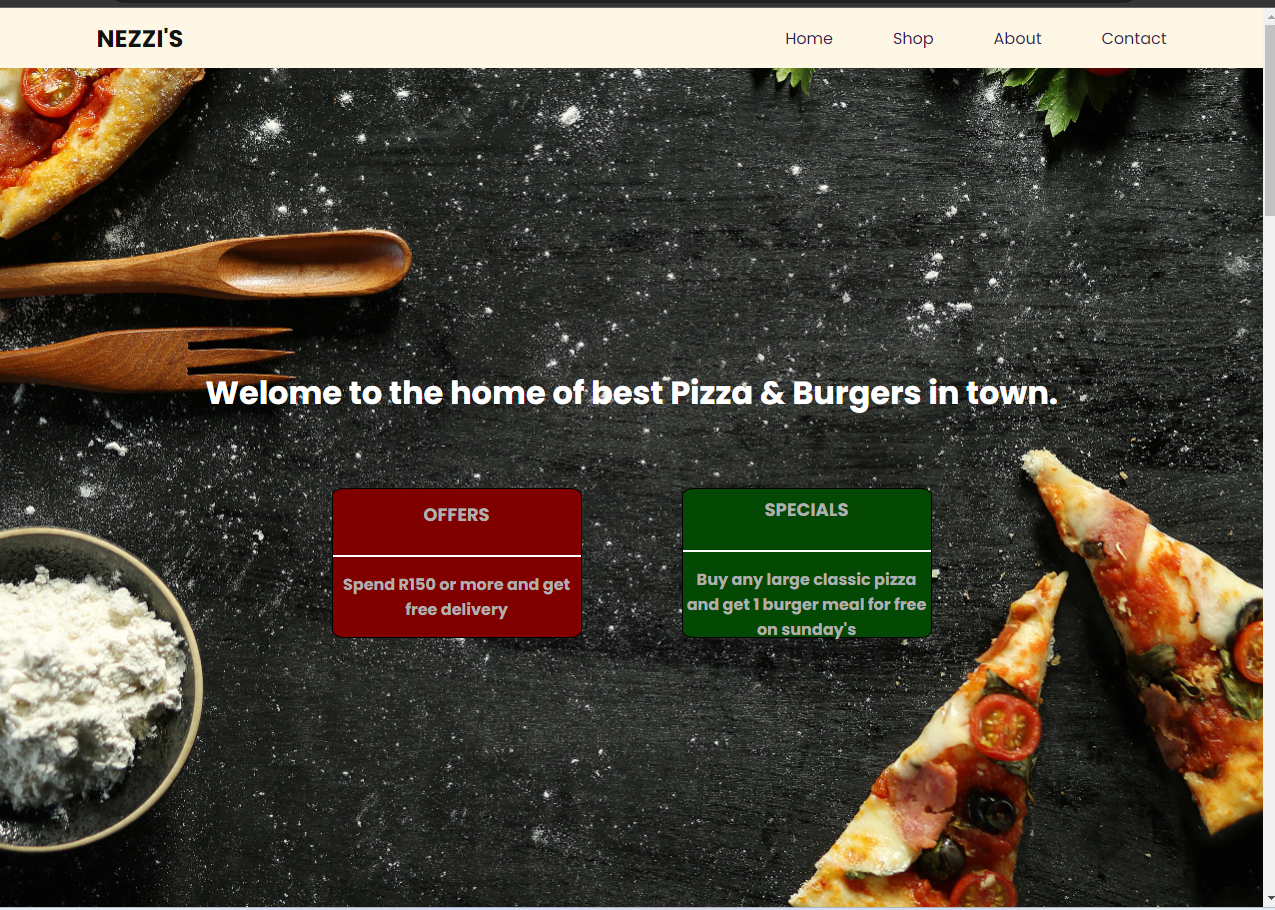 NEZZI'S
Home Shop About Contact
Welome to the home of best Pizza & Burgers in town.
OFFERS
Spend R150 or more and get
free delivery
SPECIALS
Buy any large classic pizza
and get 1 burger meal for free
on sunday's